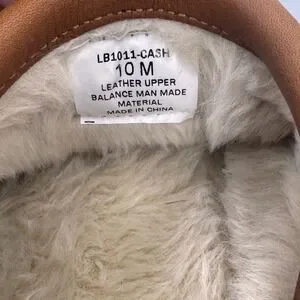 LB1011-CASH
10 M
LEATHER UPPER
BALANCE MAN MADE
MATERIAL
MADE IN CHINA